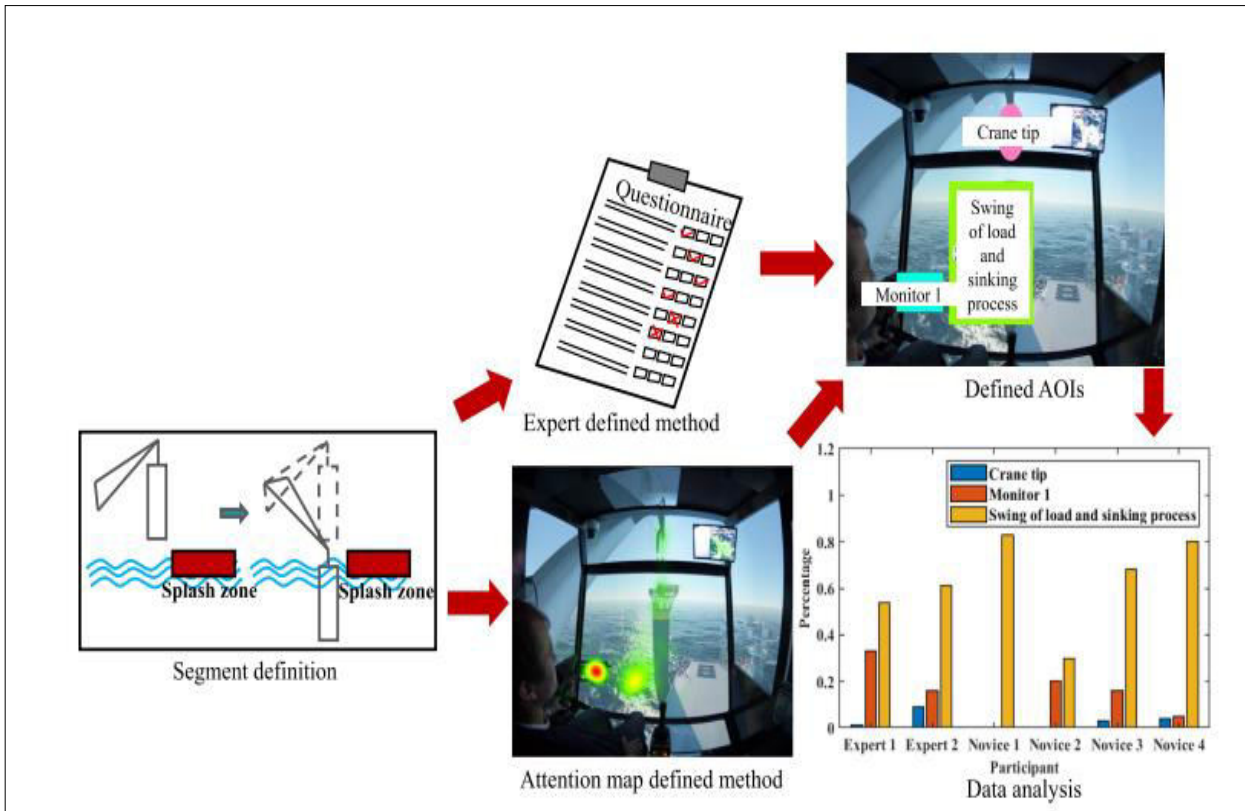 Crane tip
Swing
of load
and
sinking
process
Monitor 1
Defined AOIs
Questionnaire
Expert defined method
Splash zone
Splash zone
Segment definition
Attention map defined method
1.2
1
0.8
0.6
0.4
0.2
0
Percentage
Crane tip
Monitor 1
Swing of load and sinking process
Expert 1 Expert 2 Novice 1 Novice 2 Novice 3 Novice 4
Participant
Data analysis